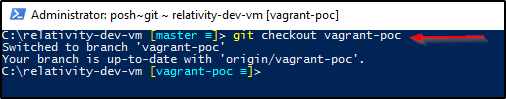 Administrator: posh~git ~ relativity-dev-vm [vagrant-poc]
C:\relativity-dev-vm [master ≡]> git checkout vagrant-poc
Switched to branch 'vagrant-poc'
Your branch is up-to-date with 'origin/vagrant-poc'.
C:\relativity-dev-vm [vagrant-poc ≡]>